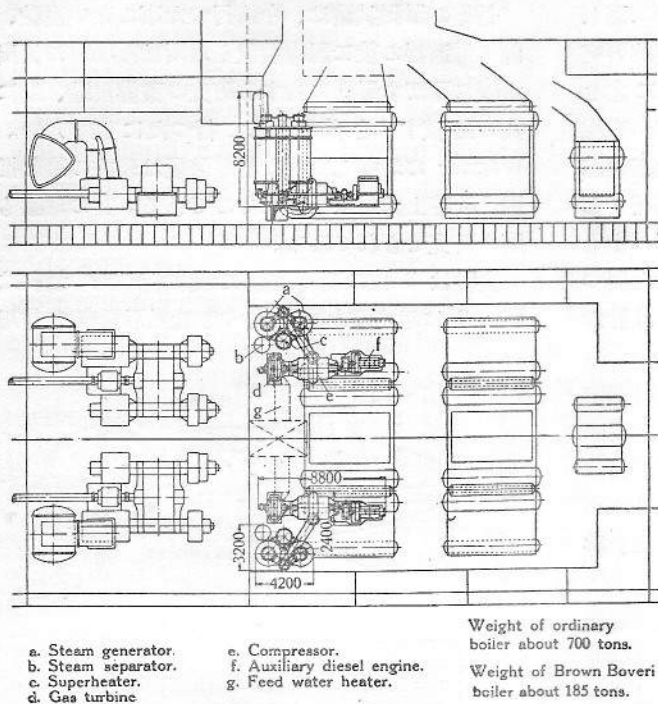 8200
a
b
c
f
d
e
g
8800
3200
2400
4200
a. Steam generator.
b. Steam separator.
c. Superheater.
d. Gas turbine
e. Compressor.
f. Auxiliary diesel engine.
g. Feed water heater.
Weight of ordinary
boiler about 700 tons.
Weight of Brown Boveri
boiler about 185 tons.